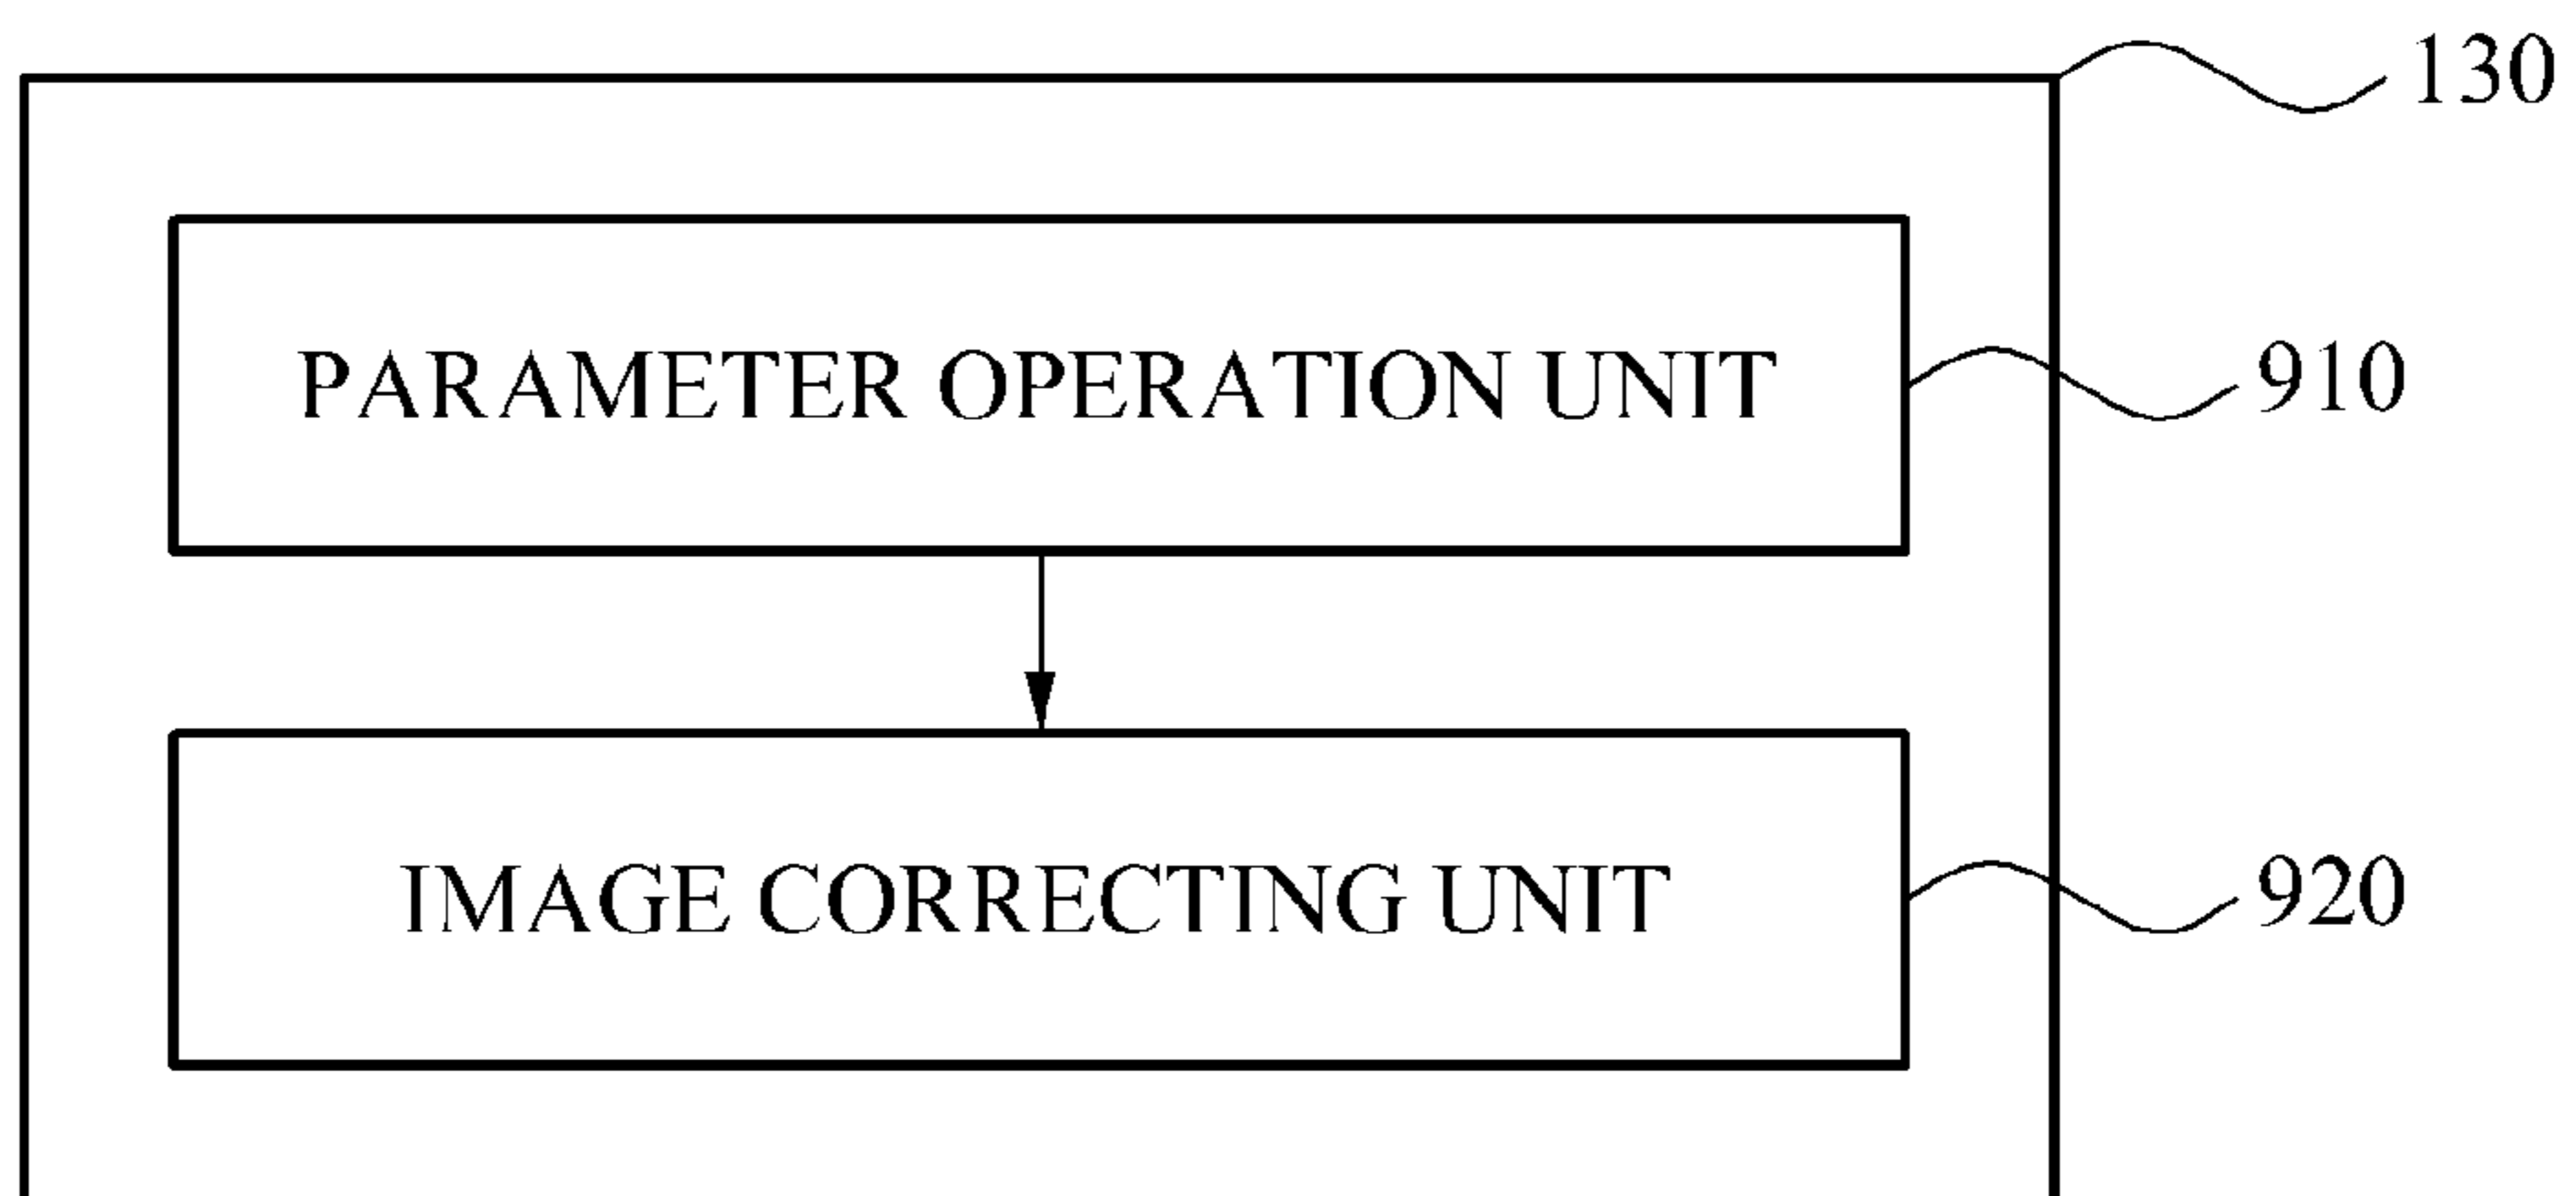 130
PARAMETER OPERATION UNIT
910
IMAGE CORRECTING UNIT
920